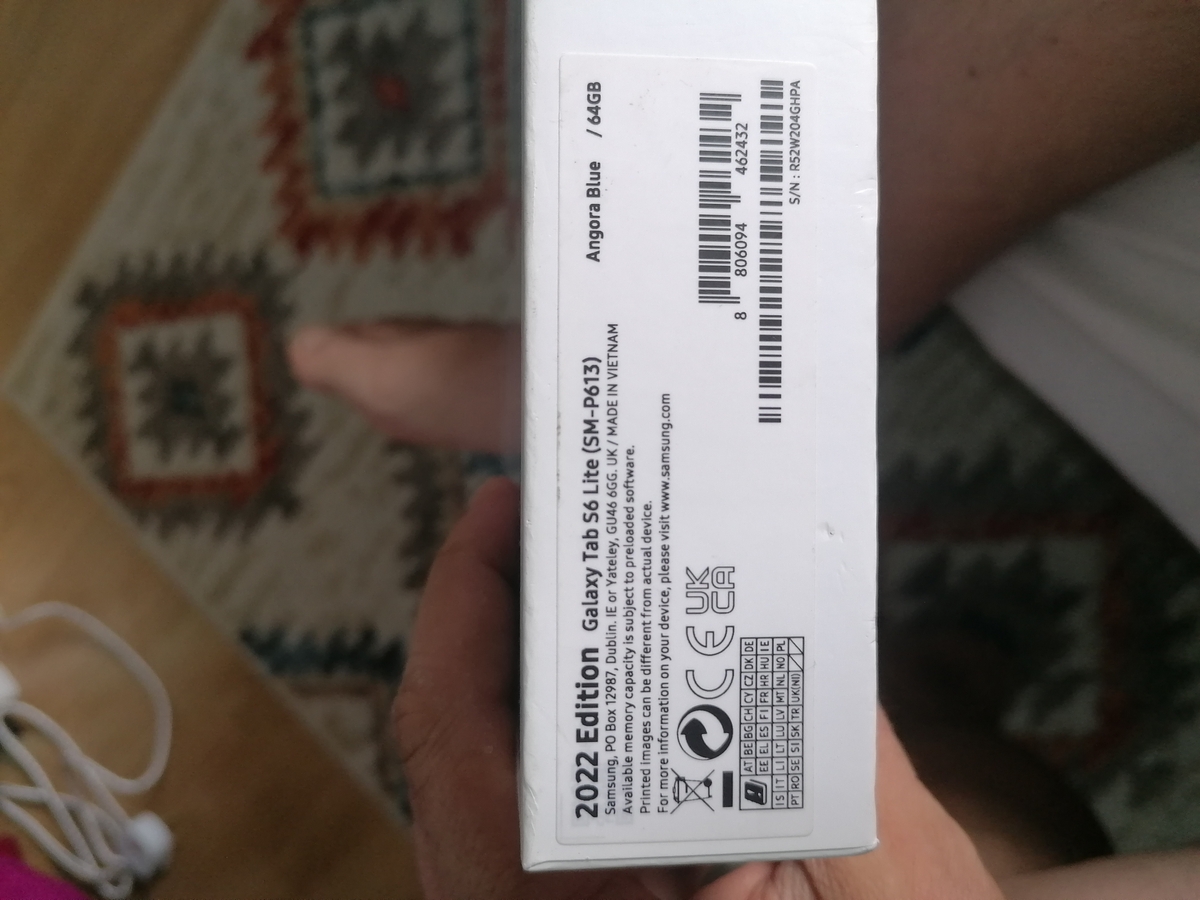 2022 Edition Galaxy Tab S6 Lite (SM-P613)
Angora Blue / 64GB
Samsung, PO Box 12987, Dublin. IE or Yateley, GU46 6GG. UK / MADE IN VIETNAM
Available memory capacity is subject to preloaded software.
Printed images can be different from actual device.
For more information on your device, please visit www.samsung.com
CE UK CA
8 806094 462432
S/N : R52W204GHPA
AT BE BG CH CY CZ DK DE
EE EL ES FI FR HR HU IE
IS IT LI LT LU LV MT NL NO PL
PT RO SE SI SK TR UK(NI)